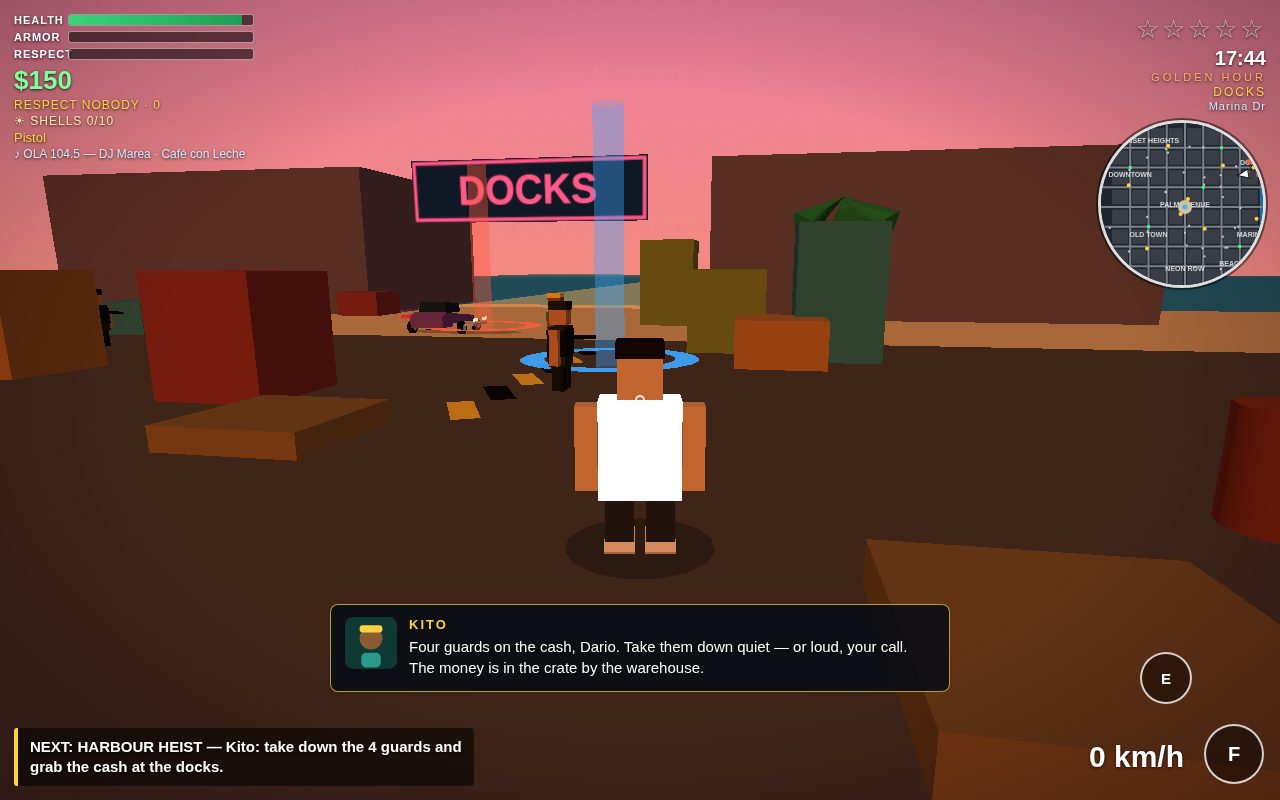 HEALTH
ARMOR
RESPECT
$150
RESPECT NOBODY · 0
☀ SHELLS 0/10
Pistol
♪ OLA 104.5 — DJ Marea · Café con Leche
☆☆☆☆☆
17:44
GOLDEN HOUR
DOCKS
Marina Dr
SET HEIGHTS
DOWNTOWN
OLD TOWN
MARIN
NEON ROW
DOCKS
KITO
Four guards on the cash, Dario. Take them down quiet — or loud, your call.
The money is in the crate by the warehouse.
E
NEXT: HARBOUR HEIST — Kito: take down the 4 guards and
grab the cash at the docks.
0 km/h
F